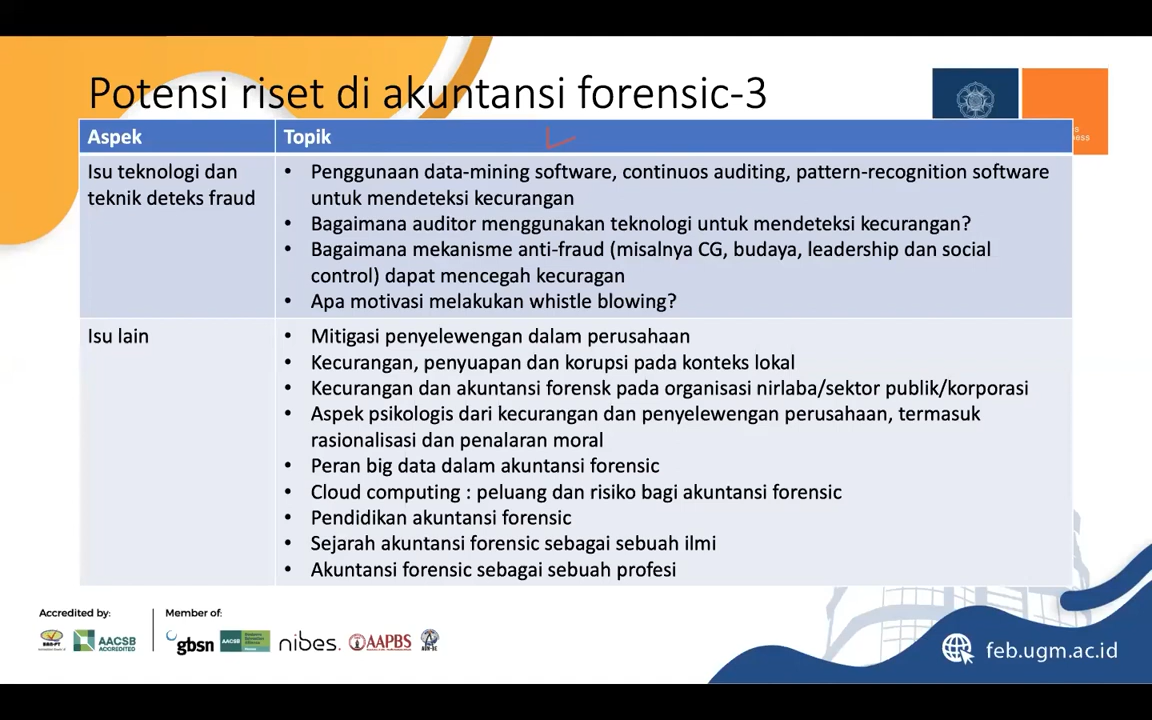 Potensi riset di akuntansi forensic-3
Aspek
Topik
Isu teknologi dan
teknik deteks fraud
• Penggunaan data-mining software, continuos auditing, pattern-recognition software
untuk mendeteksi kecurangan
• Bagaimana auditor menggunakan teknologi untuk mendeteksi kecurangan?
• Bagaimana mekanisme anti-fraud (misalnya CG, budaya, leadership dan social
control) dapat mencegah kecuragan
• Apa motivasi melakukan whistle blowing?
Isu lain
• Mitigasi penyelewengan dalam perusahaan
• Kecurangan, penyuapan dan korupsi pada konteks lokal
• Kecurangan dan akuntansi forensk pada organisasi nirlaba/sektor publik/korporasi
• Aspek psikologis dari kecurangan dan penyelewengan perusahaan, termasuk
rasionalisasi dan penalaran moral
• Peran big data dalam akuntansi forensic
• Cloud computing : peluang dan risiko bagi akuntansi forensic
• Pendidikan akuntansi forensic
• Sejarah akuntansi forensic sebagai sebuah ilmi
• Akuntansi forensic sebagai sebuah profesi
Accredited by:
Member of:
AACSB
ACCREDITED
gbsn
AACSB
nibes.
AAPBS
feb.ugm.ac.id